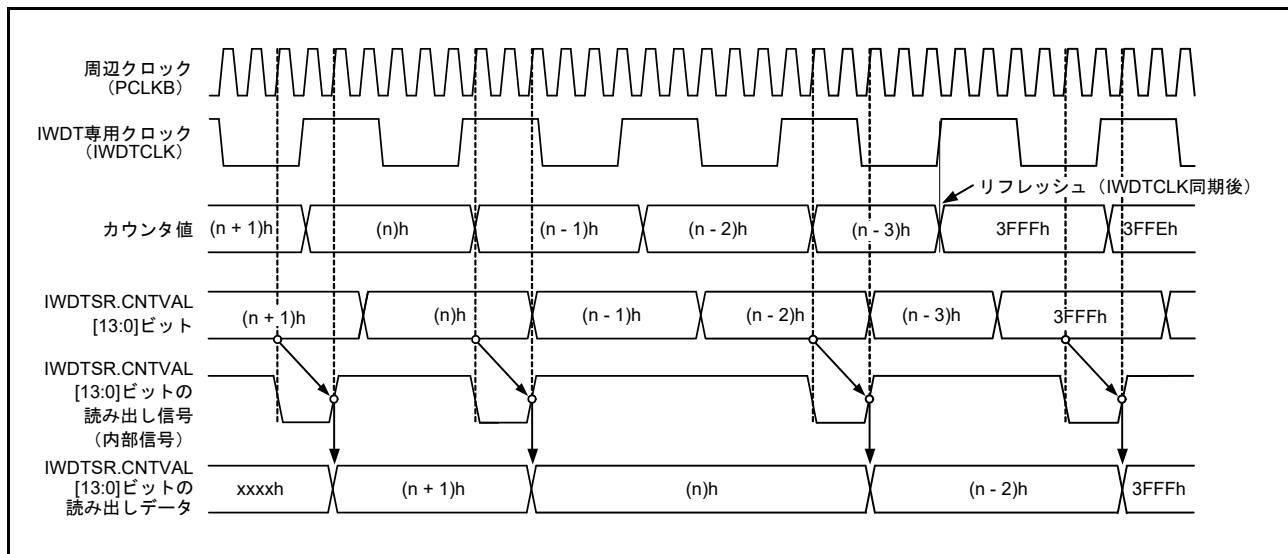 周辺クロック
（PCLKB）
IWDT専用クロック
（IWDTCLK）
リフレッシュ（IWDTCLK同期後）
カウンタ値
(n + 1)h
(n)h
(n - 1)h
(n - 2)h
(n - 3)h
3FFFh
3FFEh
IWDTSR.CNTVAL
[13:0]ビット
(n + 1)h
(n)h
(n - 1)h
(n - 2)h
(n - 3)h
3FFFh
IWDTSR.CNTVAL
[13:0]ビットの
読み出し信号
（内部信号）
IWDTSR.CNTVAL
[13:0]ビットの
読み出しデータ
xxxxh
(n + 1)h
(n)h
(n - 2)h
3FFFh